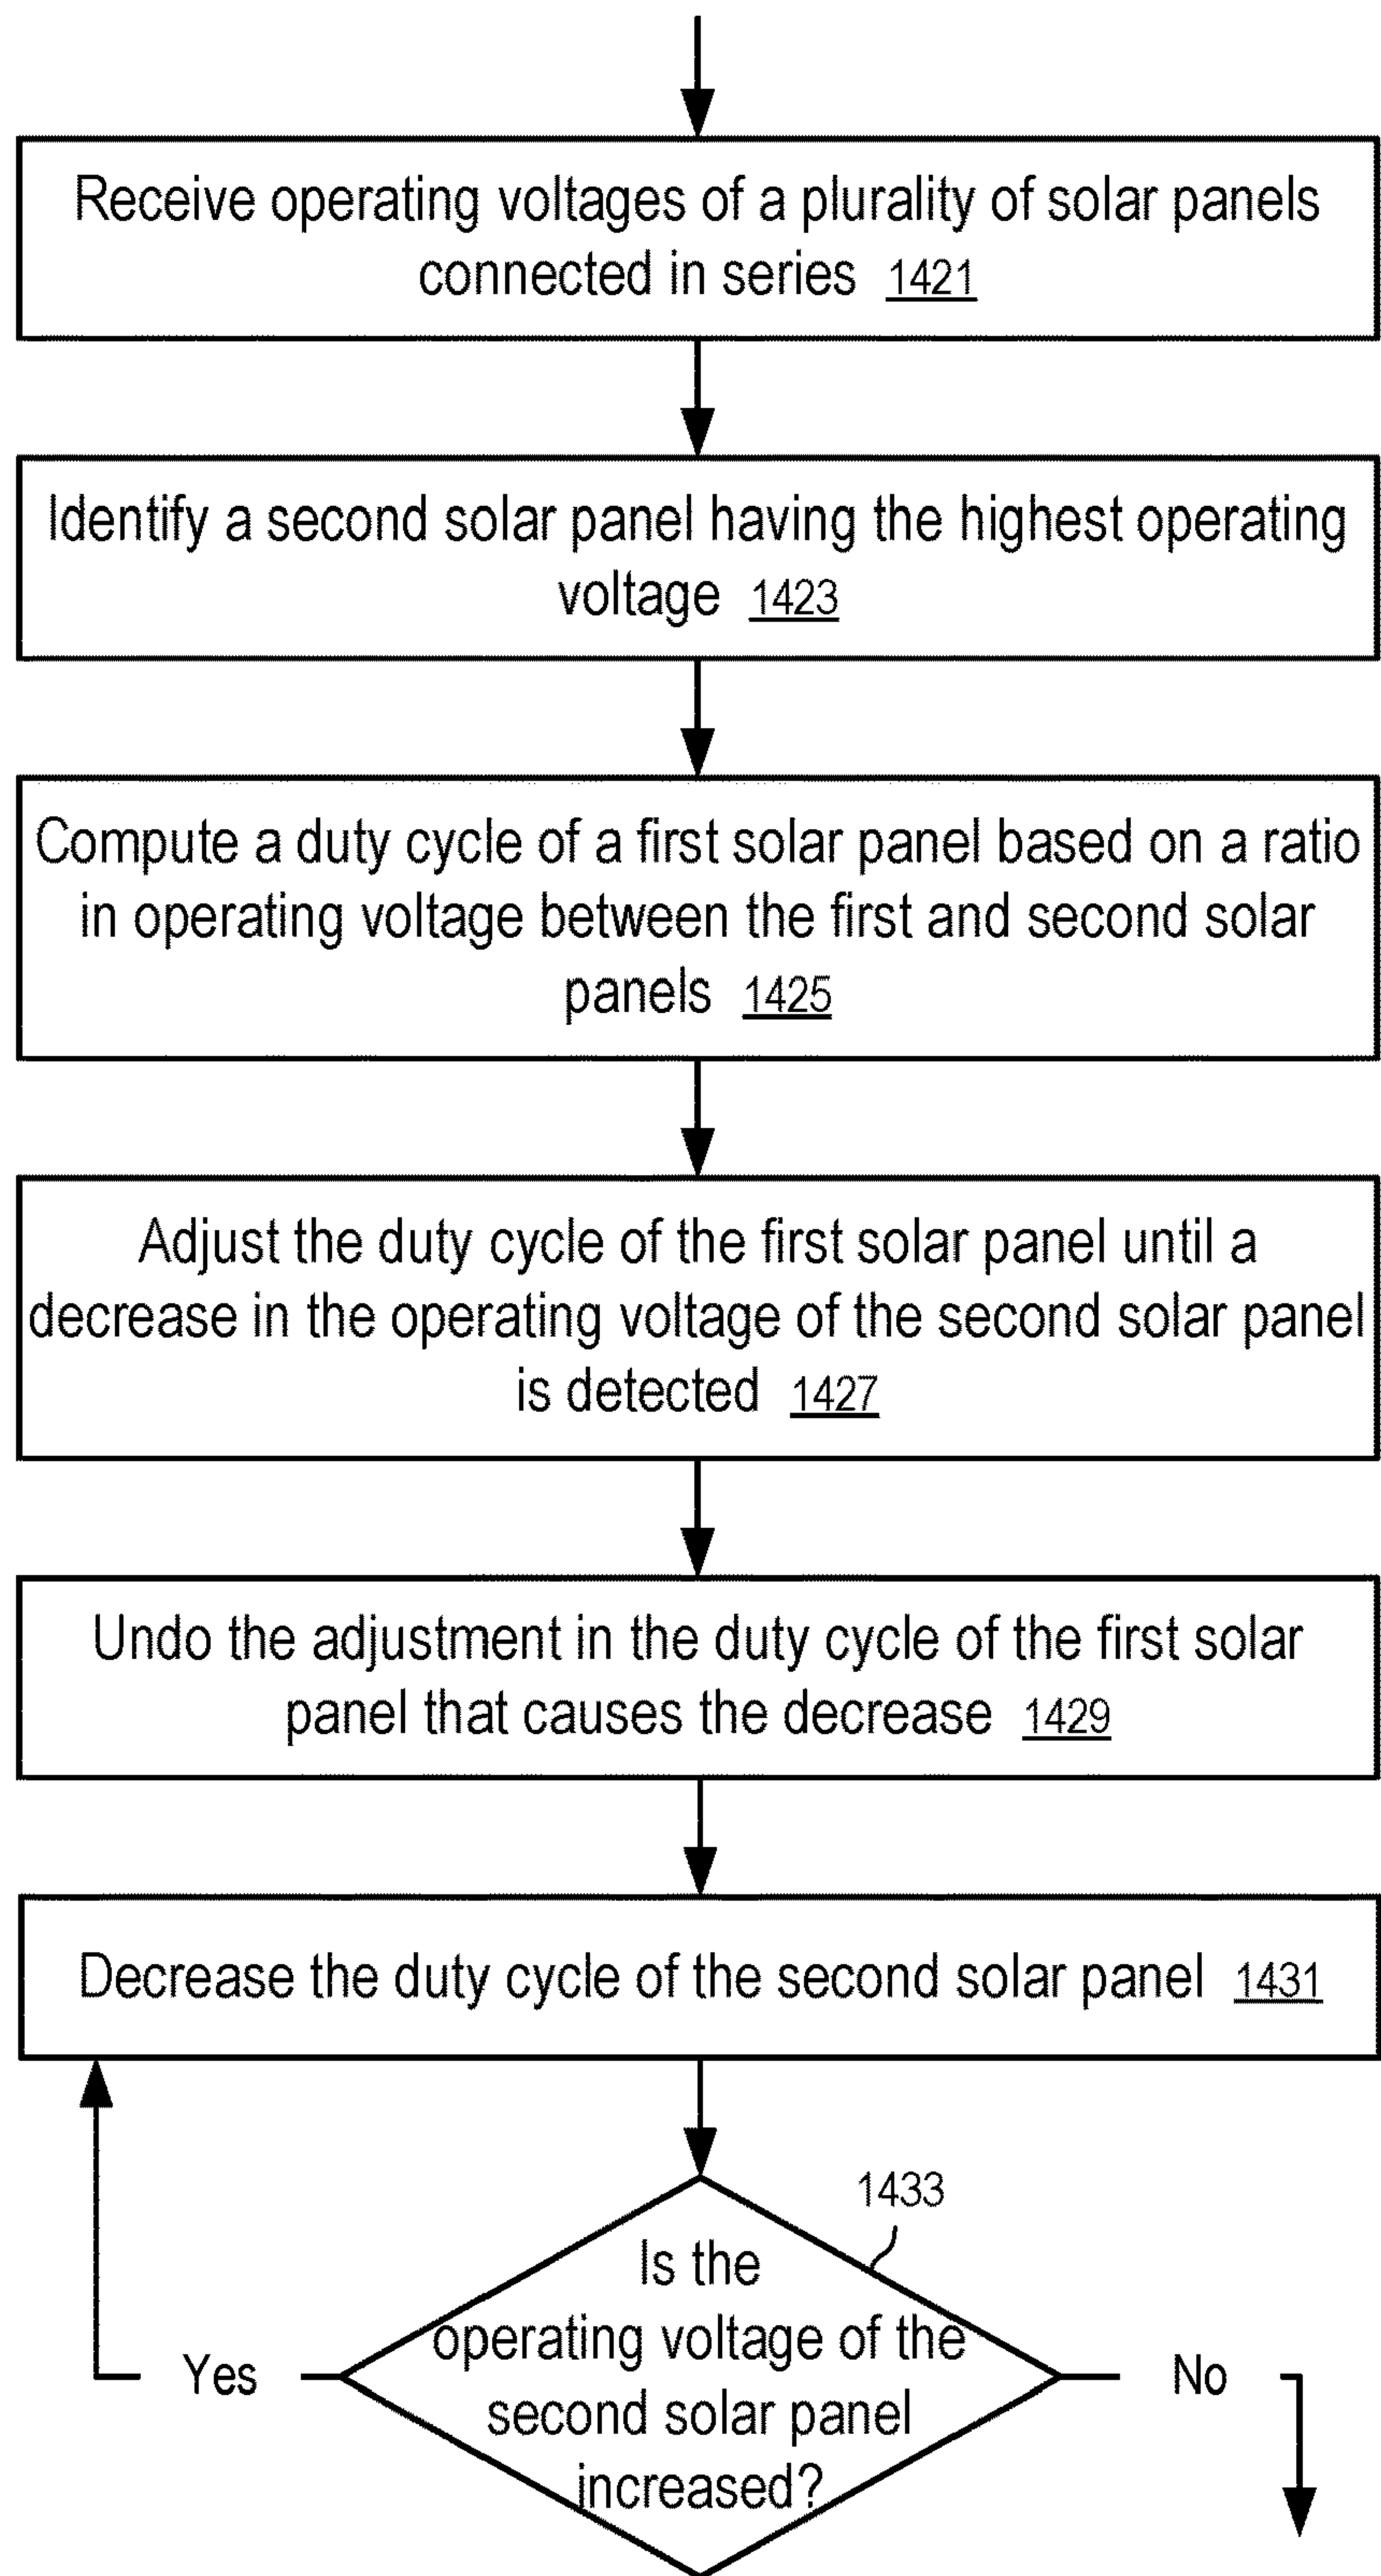 Receive operating voltages of a plurality of solar panels
connected in series 1421
Identify a second solar panel having the highest operating
voltage 1423
Compute a duty cycle of a first solar panel based on a ratio
in operating voltage between the first and second solar
panels 1425
Adjust the duty cycle of the first solar panel until a
decrease in the operating voltage of the second solar panel
is detected 1427
Undo the adjustment in the duty cycle of the first solar
panel that causes the decrease 1429
Decrease the duty cycle of the second solar panel 1431
1433
Is the
operating voltage of the
second solar panel
increased?
Yes
No